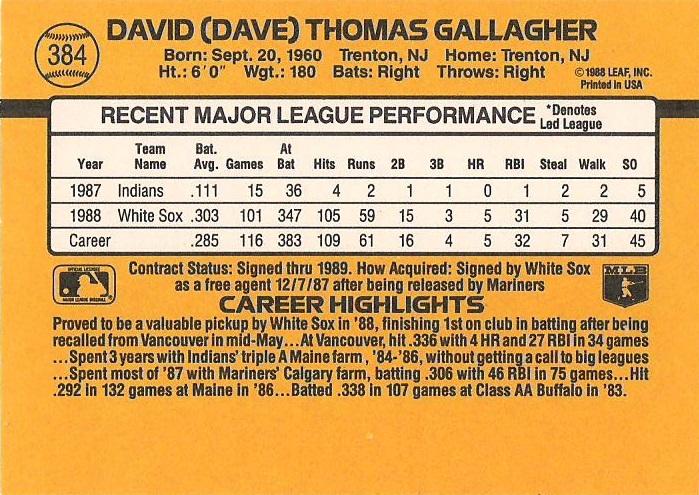 384
DAVID (DAVE) THOMAS GALLAGHER
Born: Sept. 20, 1960 Trenton, NJ Home: Trenton, NJ
Ht.: 6'0" Wgt.: 180 Bats: Right Throws: Right
©1988 LEAF, INC.
Printed in USA
RECENT MAJOR LEAGUE PERFORMANCE *Denotes Led League
Year Team Name Bat. Avg. Games At Bat Hits Runs 2B 3B HR RBI Steal Walk SO
1987 Indians .111 15 36 4 2 1 1 0 1 2 2 5
1988 White Sox .303 101 347 105 59 15 3 5 31 5 29 40
Career .285 116 383 109 61 16 4 5 32 7 31 45
OFFICIAL LICENSEE
MAJOR LEAGUE BASEBALL
Contract Status: Signed thru 1989. How Acquired: Signed by White Sox
as a free agent 12/7/87 after being released by Mariners
MLB
CAREER HIGHLIGHTS
Proved to be a valuable pickup by White Sox in '88, finishing 1st on club in batting after being
recalled from Vancouver in mid-May...At Vancouver, hit .336 with 4 HR and 27 RBI in 34 games
...Spent 3 years with Indians' triple A Maine farm, '84-'86, without getting a call to big leagues
...Spent most of '87 with Mariners' Calgary farm, batting .306 with 46 RBI in 75 games...Hit
.292 in 132 games at Maine in '86...Batted .338 in 107 games at Class AA Buffalo in '83.